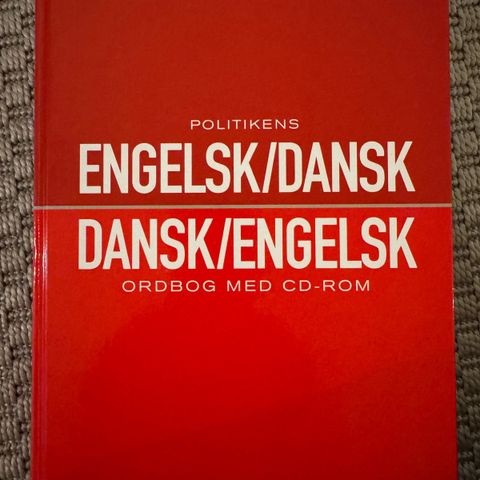 POLITIKENS
ENGELSK/DANSK
DANSK/ENGELSK
ORDBOG MED CD-ROM